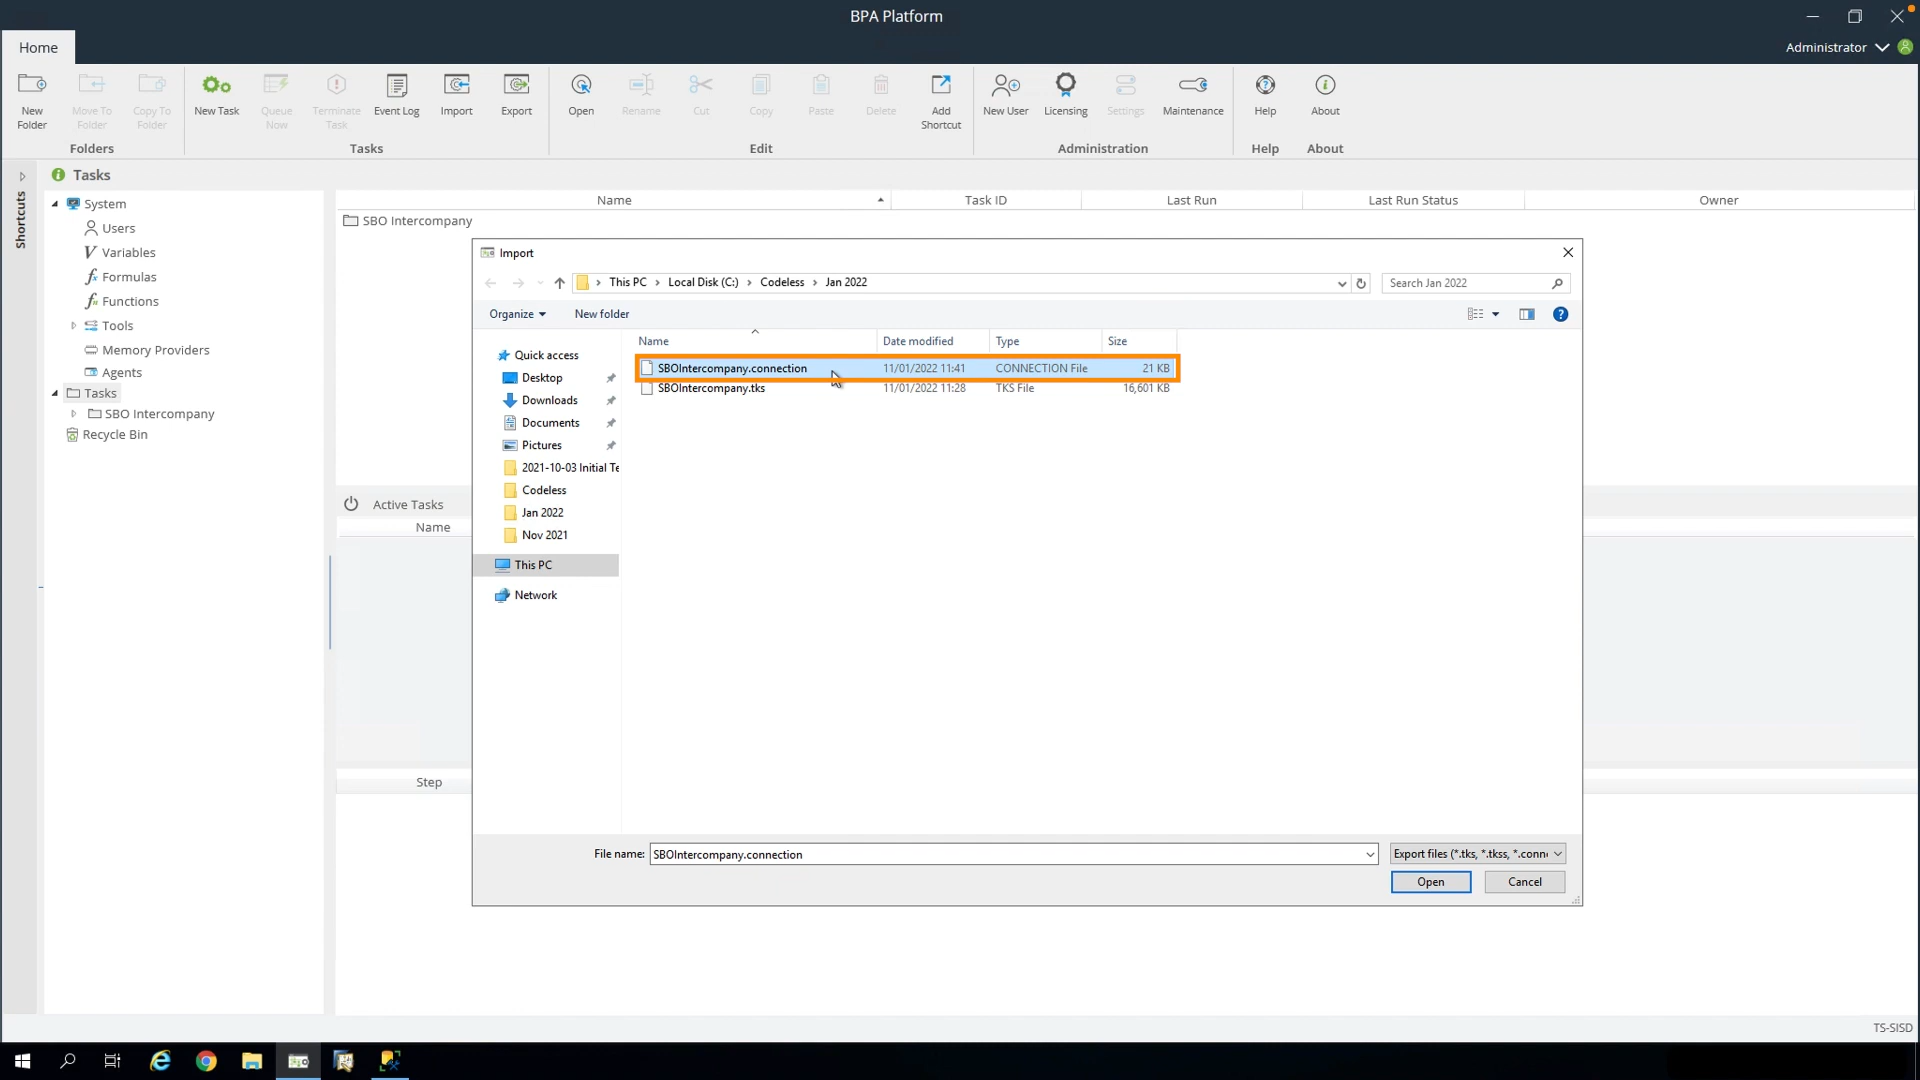 BPA Platform
Home
Administrator
New Folder
Move To Folder
Copy To Folder
Folders
New Task
Queue Now
Terminate Task
Event Log
Import
Export
Tasks
Open
Rename
Cut
Copy
Paste
Delete
Add Shortcut
Edit
New User
Licensing
Settings
Maintenance
Administration
Help
Help
About
About
Shortcuts
Tasks
System
Users
Variables
Formulas
Functions
Tools
Memory Providers
Agents
Tasks
SBO Intercompany
Recycle Bin
Name Task ID Last Run Last Run Status Owner
SBO Intercompany
Active Tasks
Name
Step
Import
This PC › Local Disk (C:) › Codeless › Jan 2022
Search Jan 2022
Organize New folder
Quick access
Desktop
Downloads
Documents
Pictures
2021-10-03 Initial Te
Codeless
Jan 2022
Nov 2021
This PC
Network
Name Date modified Type Size
SBOIntercompany.connection 11/01/2022 11:41 CONNECTION File 21 KB
SBOIntercompany.tks 11/01/2022 11:28 TKS File 16,601 KB
File name: SBOIntercompany.connection
Export files (*.tks, *.tkss, *.conn
Open Cancel
TS-SISD